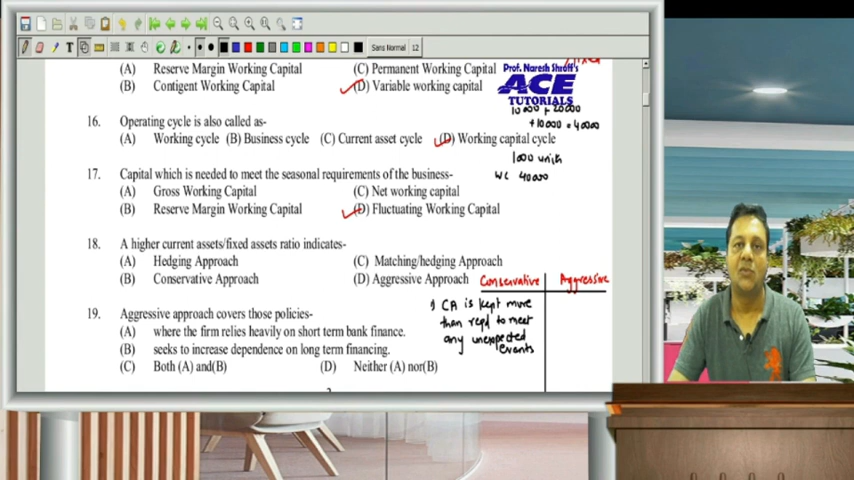 Sans Normal 12
(A) Reserve Margin Working Capital (C) Permanent Working Capital
(B) Contigent Working Capital (D) Variable working capital
Prof. Naresh Shroff's
ACE
TUTORIALS
10000 + 20000
+10000 = 40000
16. Operating cycle is also called as-
(A) Working cycle (B) Business cycle (C) Current asset cycle (D) Working capital cycle
1000 units
WC 40000
17. Capital which is needed to meet the seasonal requirements of the business-
(A) Gross Working Capital (C) Net working capital
(B) Reserve Margin Working Capital (D) Fluctuating Working Capital
18. A higher current assets/fixed assets ratio indicates-
(A) Hedging Approach (C) Matching/hedging Approach
(B) Conservative Approach (D) Aggressive Approach
Conservative Aggressive
1) CA is kept more
than reqd to meet
any unexpected
events
19. Aggressive approach covers those policies-
(A) where the firm relies heavily on short term bank finance.
(B) seeks to increase dependence on long term financing.
(C) Both (A) and(B) (D) Neither (A) nor(B)